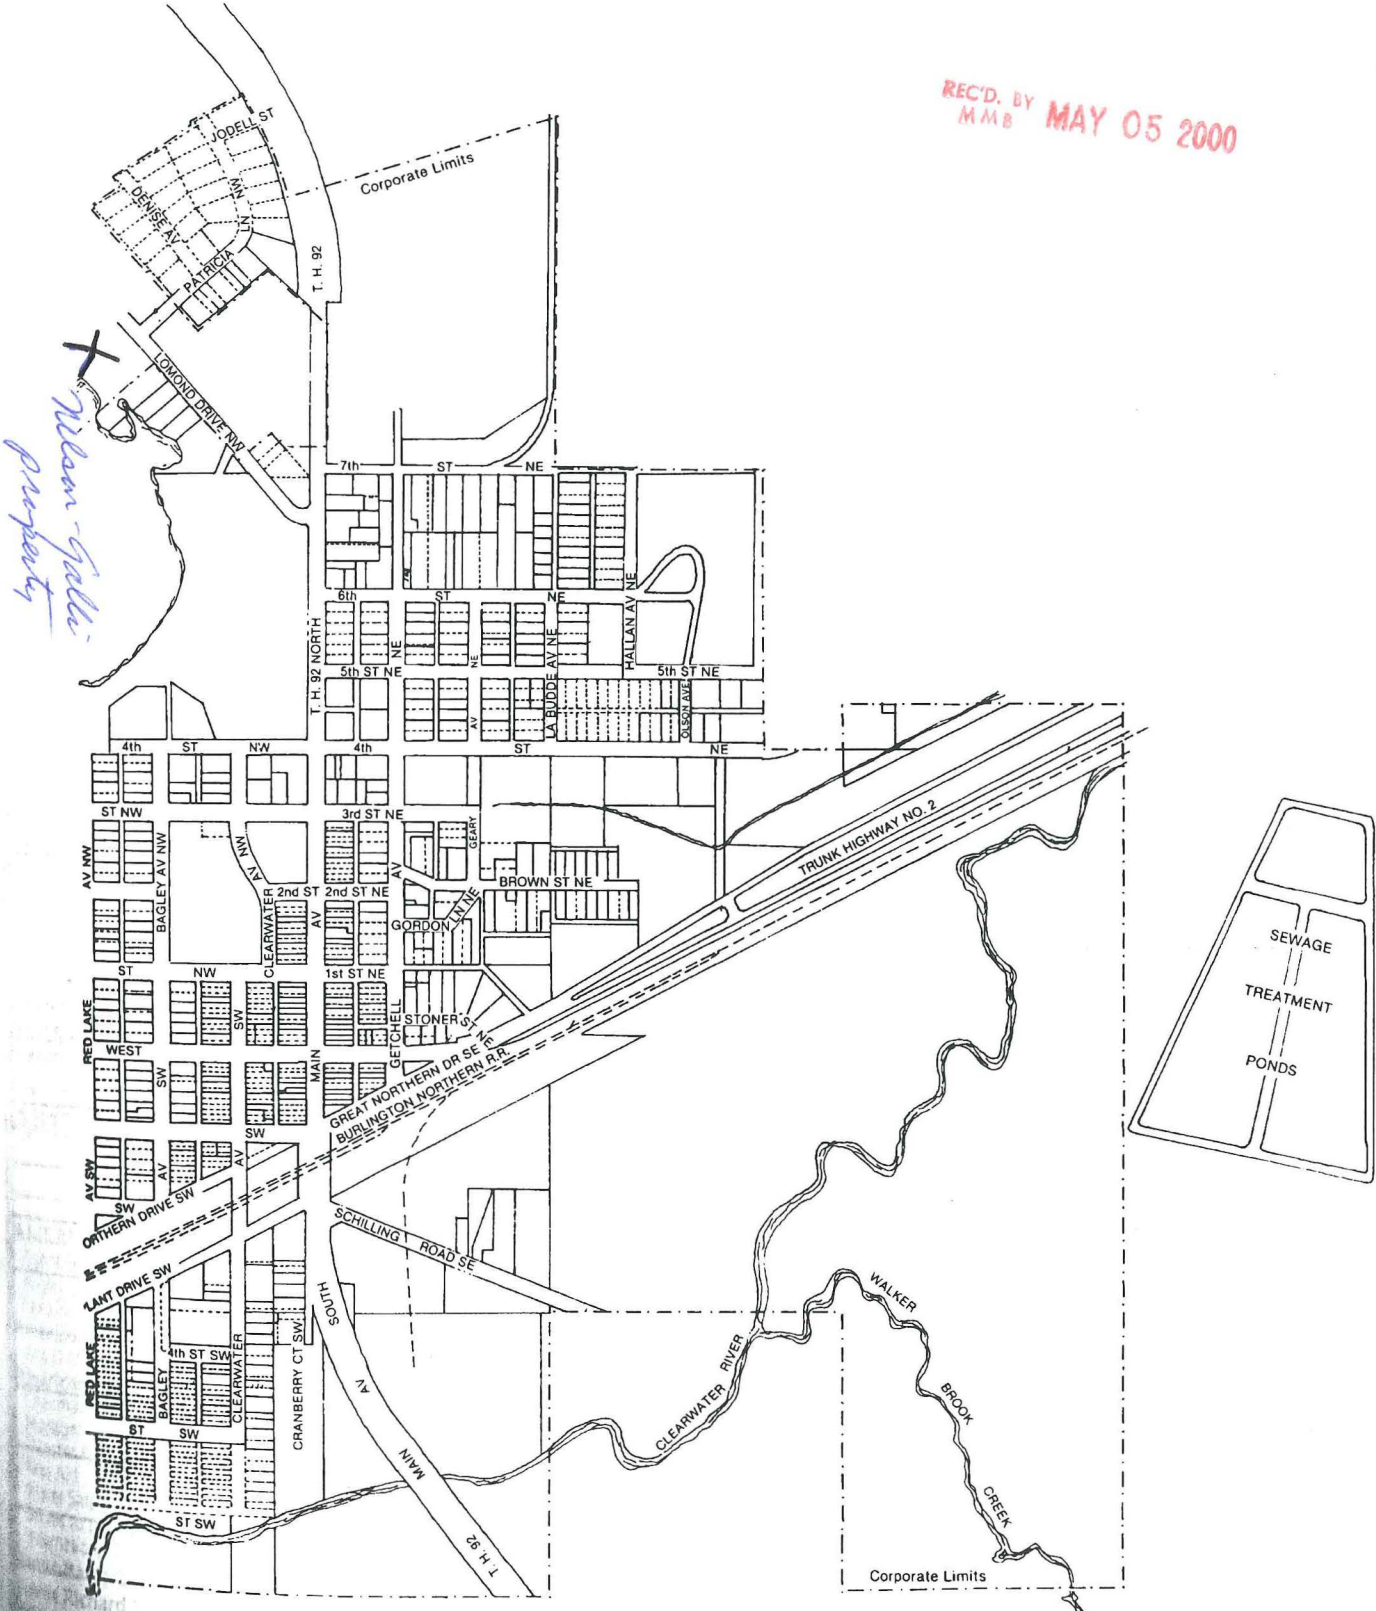 REC'D. BY
MMB MAY 05 2000
JODELL ST
Corporate Limits
DENISE AV
LN NW
PATRICIA
T. H. 92
LOMOND DRIVE NW
Nelson-Galli
property
7th ST NE
6th ST NE
HALLAN AV NE
T. H. 92 NORTH
NE
NE
LA BUDDE AV NE
5th ST NE
5th ST NE
AV
OLSON AVE
4th ST NW
4th ST NE
ST NW
3rd ST NE
GEARY
TRUNK HIGHWAY NO. 2
AV NW
BAGLEY AV NW
AV NW
AV
2nd ST
2nd ST NE
BROWN ST NE
CLEARWATER
AV
GORDON LN NE
SEWAGE
TREATMENT
PONDS
ST NW
1st ST NE
RED LAKE
SW
STONER ST NE
WEST
GETCHELL
MAIN
SW
GREAT NORTHERN DR SE
BURLINGTON NORTHERN R.R.
SW
AV SW
AV
AV
SW
ORTHERN DRIVE SW
SCHILLING ROAD SE
LANT DRIVE SW
SOUTH
WALKER
RED LAKE
4th ST SW
BAGLEY
CLEARWATER
CRANBERRY CT SW
AV
CLEARWATER RIVER
BROOK
ST SW
MAIN
CREEK
ST SW
T. H. 92
Corporate Limits